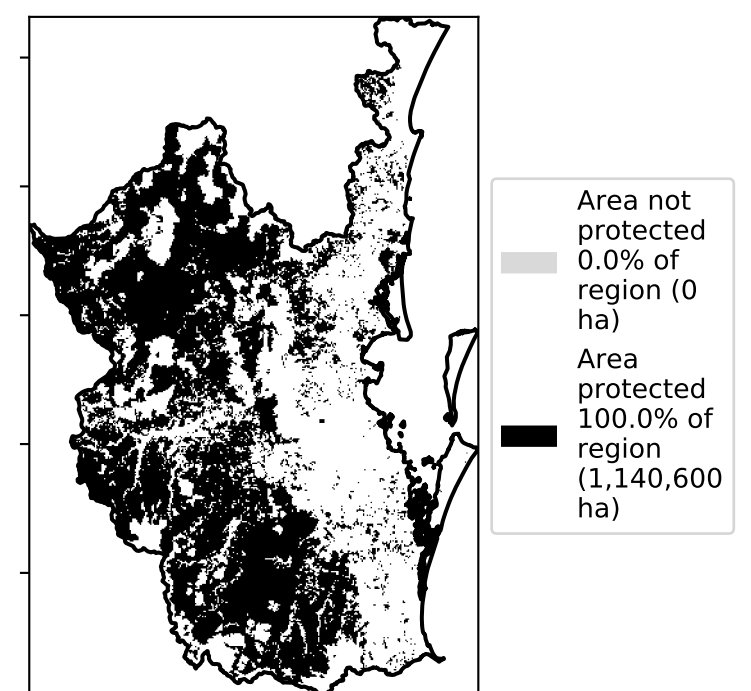 Area not
protected
0.0% of
region (0
ha)
Area
protected
100.0% of
region
(1,140,600
ha)